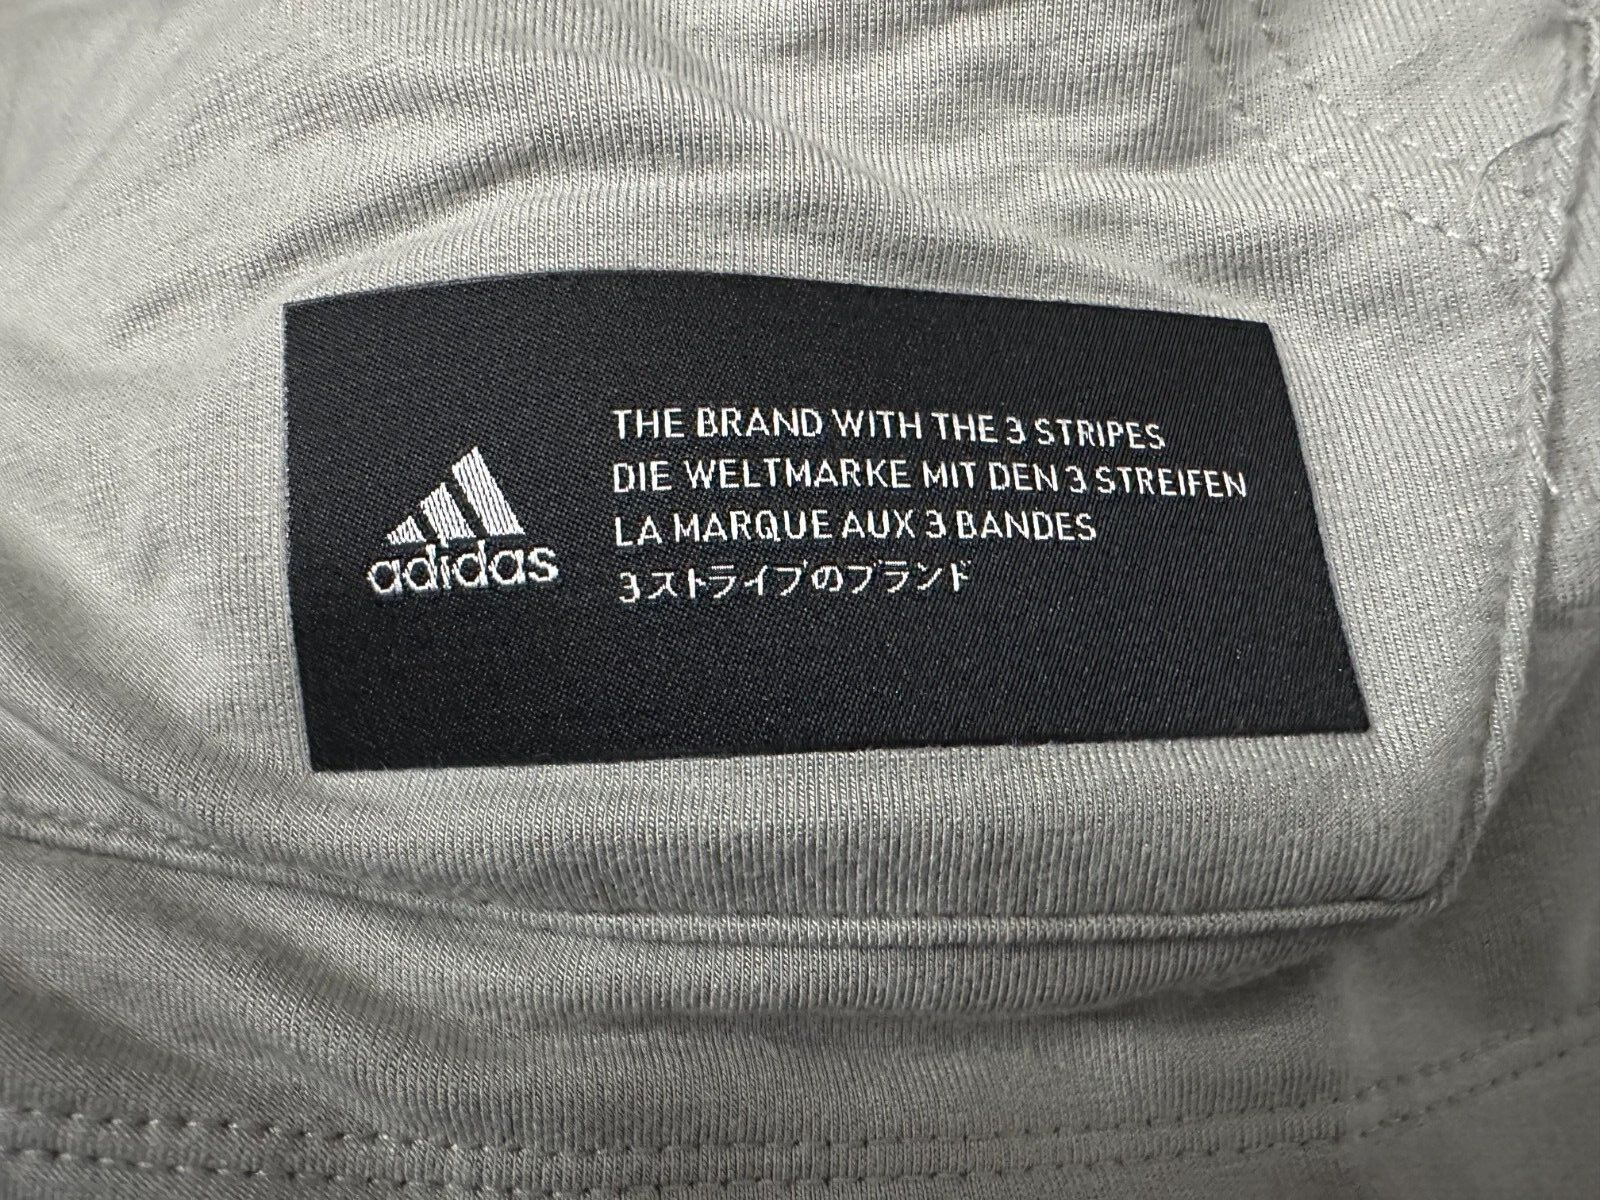 adidas
THE BRAND WITH THE 3 STRIPES
DIE WELTMARKE MIT DEN 3 STREIFEN
LA MARQUE AUX 3 BANDES
3ストライプのブランド